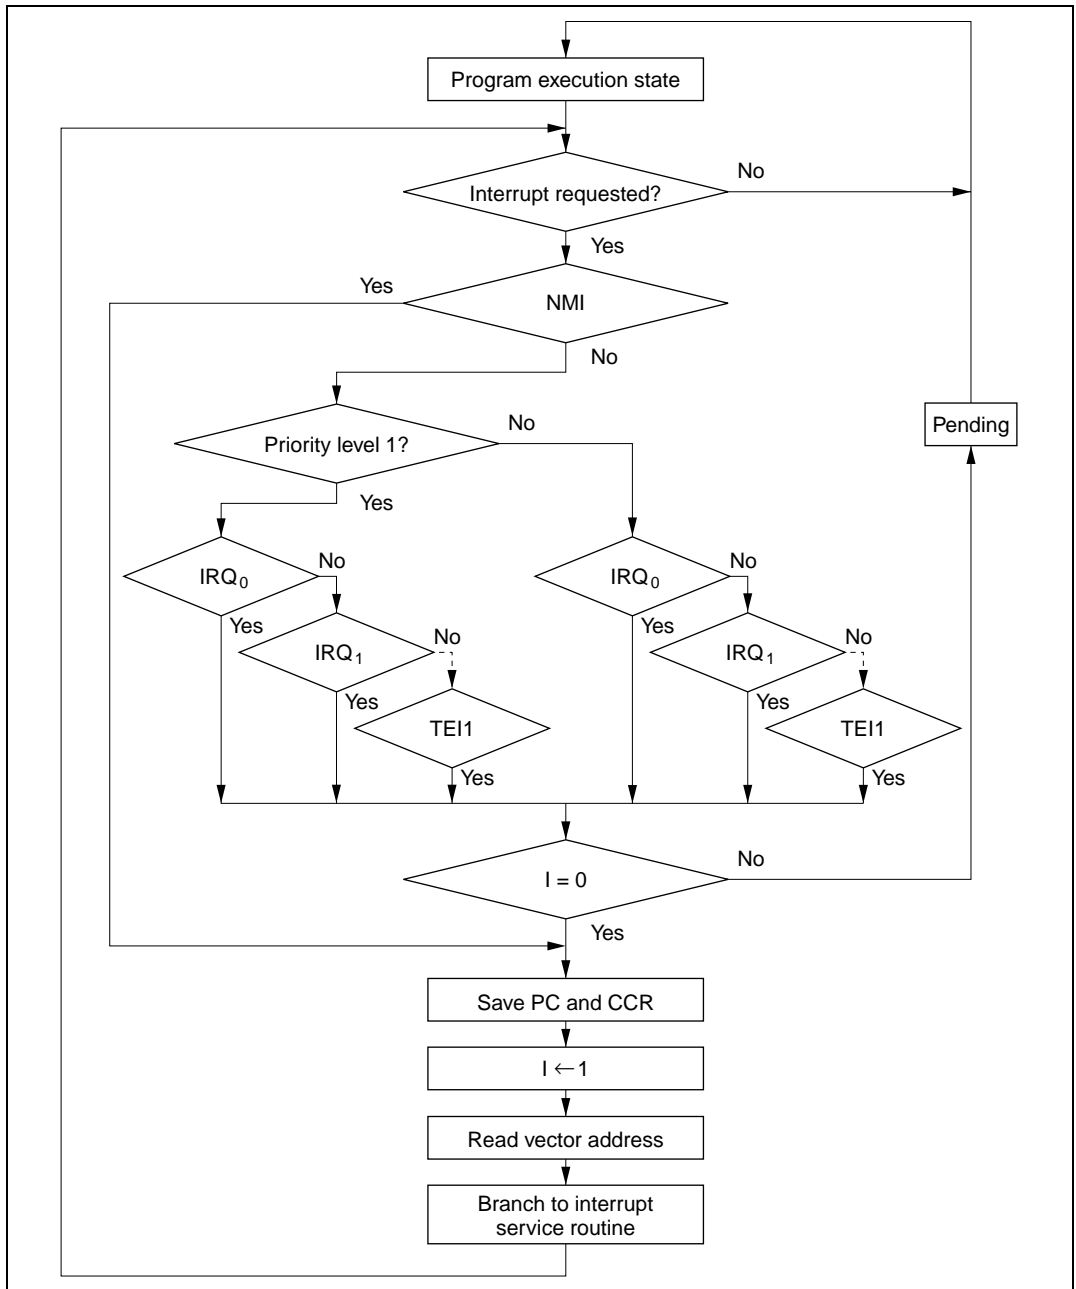 Program execution state
Interrupt requested?
No
Yes
Yes
NMI
No
Priority level 1?
No
Pending
Yes
IRQ0
No
IRQ0
No
Yes
IRQ1
No
Yes
IRQ1
No
Yes
TEI1
Yes
TEI1
Yes
Yes
I = 0
No
Yes
Save PC and CCR
I ← 1
Read vector address
Branch to interrupt
service routine